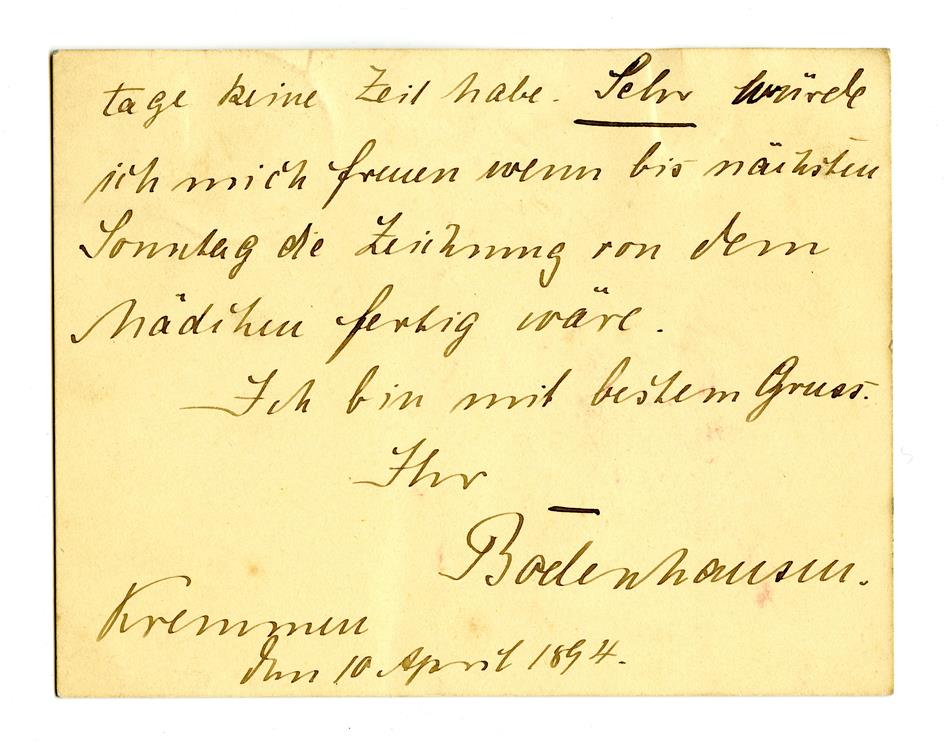 tage keine Zeit habe. Sehr würde
ich mich freuen wenn bis nächsten
Sonntag die Zeichnung von dem
Mädchen fertig wäre.
Ich bin mit bestem Gruss.
Ihr
Bodenhausen.
Kremmen
den 10 April 1894.